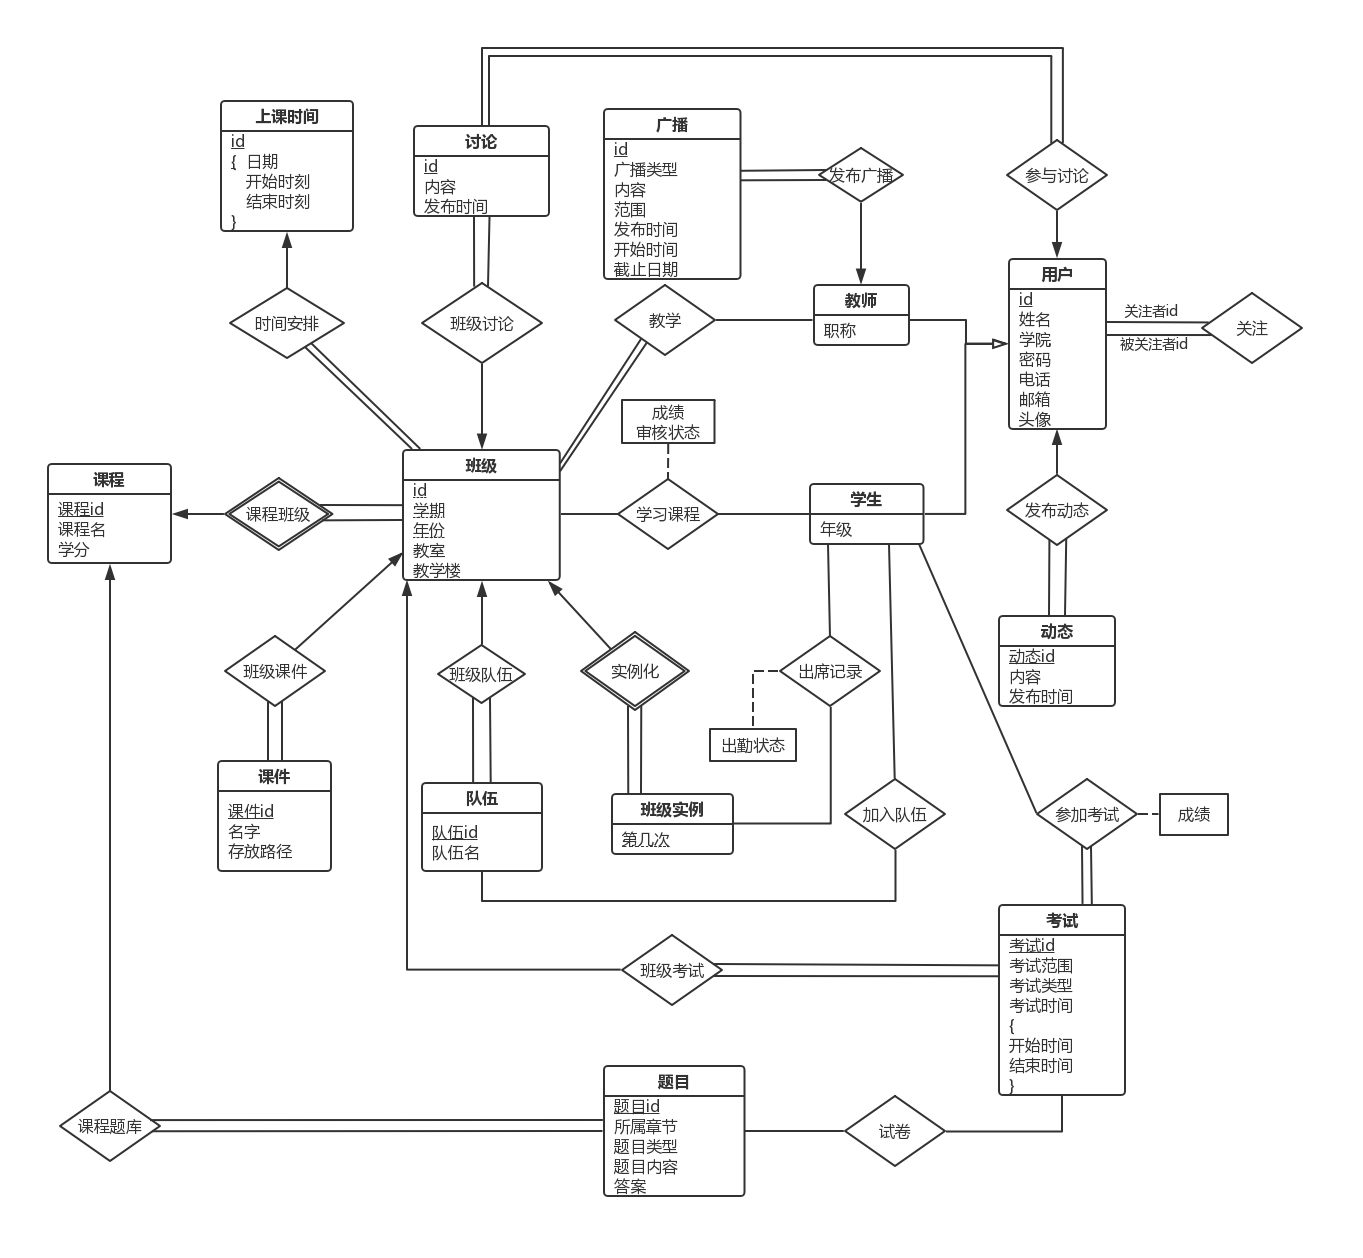 上课时间
id
{ 日期
开始时刻
结束时刻
}
讨论
id
内容
发布时间
广播
id
广播类型
内容
范围
发布时间
开始时间
截止日期
发布广播
参与讨论
用户
id
姓名
学院
密码
电话
邮箱
头像
关注者id
被关注者id
关注
教师
职称
时间安排
班级讨论
教学
成绩
审核状态
课程
课程id
课程名
学分
课程班级
班级
id
学期
年份
教室
教学楼
学习课程
学生
年级
发布动态
动态
动态id
内容
发布时间
班级课件
班级队伍
实例化
出席记录
出勤状态
课件
课件id
名字
存放路径
队伍
队伍id
队伍名
班级实例
第几次
加入队伍
参加考试
成绩
考试
考试id
考试范围
考试类型
考试时间
{
开始时间
结束时间
}
班级考试
课程题库
题目
题目id
所属章节
题目类型
题目内容
答案
试卷